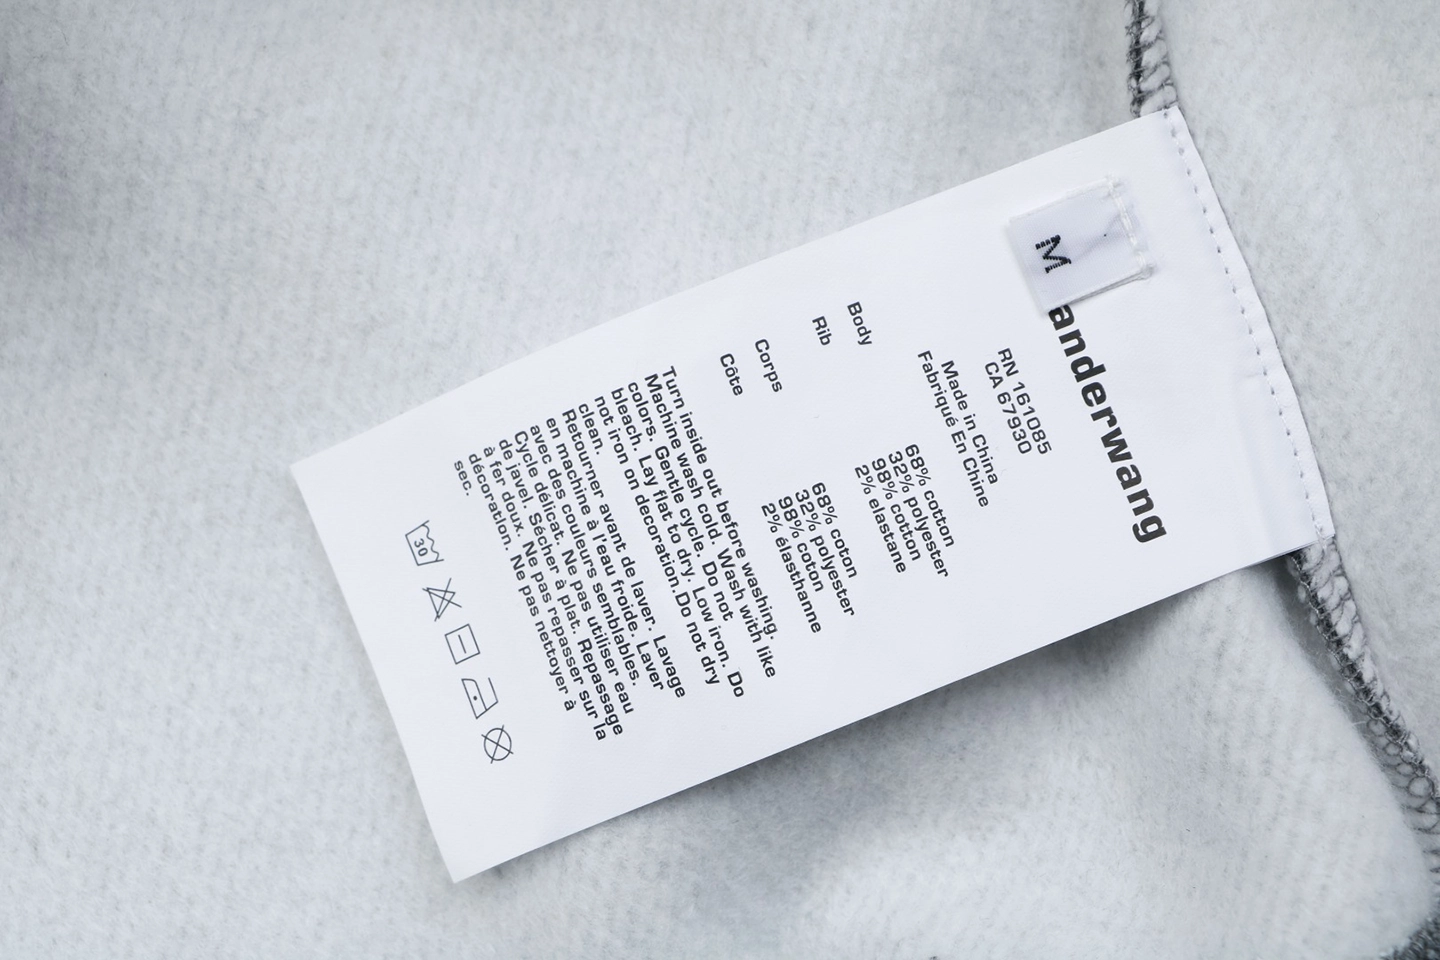 M
anderwang
RN 161085
CA 67930
Made in China
Fabriqué En Chine
Body
68% cotton
32% polyester
Rib
98% cotton
2% elastane
Corps
68% coton
32% polyester
Côte
98% coton
2% élasthanne
Turn inside out before washing.
Machine wash cold. Wash with like
colors. Gentle cycle. Do not
bleach. Lay flat to dry. Low iron. Do
not iron on decoration.Do not dry
clean.
Retourner avant de laver. Lavage
en machine à l'eau froide. Laver
avec des couleurs semblables.
Cycle délicat. Ne pas utiliser eau
de javel. Sécher à plat. Repassage
à fer doux. Ne pas repasser sur la
décoration. Ne pas nettoyer à
sec.
30